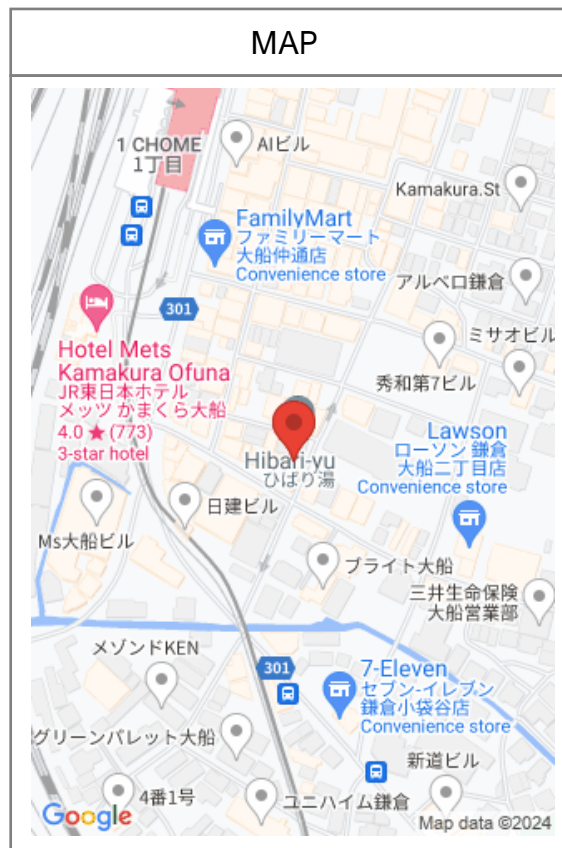 MAP
1 CHOME
1丁目
AIビル
Kamakura.St
FamilyMart
ファミリーマート
大船仲通店
Convenience store
アルベロ鎌倉
301
ミサオビル
Hotel Mets
Kamakura Ofuna
JR東日本ホテル
メッツ かまくら大船
4.0 ★ (773)
3-star hotel
秀和第7ビル
Lawson
ローソン 鎌倉
大船二丁目店
Convenience store
Hibari-yu
ひばり湯
日建ビル
Ms大船ビル
ブライト大船
三井生命保険
大船営業部
メゾンドKEN
301
7-Eleven
セブン-イレブン
鎌倉小袋谷店
Convenience store
グリーンパレット大船
新道ビル
4番1号
ユニハイム鎌倉
Google
Map data ©2024